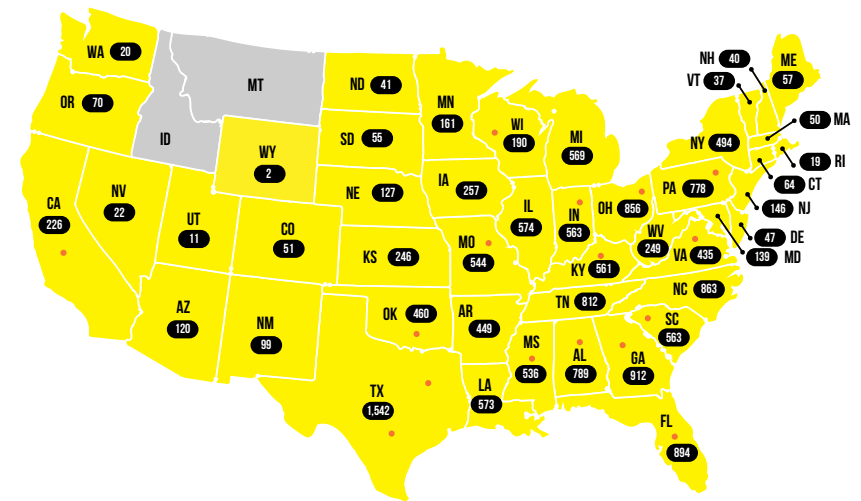 WA 20
OR 70
MT
ID
WY
2
ND 41
SD 55
NE 127
MN
161
WI
190
MI
569
NH 40
VT 37
ME
57
50 MA
NY 494
19 RI
64 CT
146 NJ
47 DE
139 MD
PA 778
CA
226
NV
22
UT
11
CO
51
KS 246
IA
257
IL
574
IN
563
OH 856
WV
249
VA 435
MO
544
KY 561
NC 863
TN 812
SC
563
AZ
120
NM
99
OK 460
AR
449
MS
536
AL
789
GA
912
TX
1,542
LA
573
FL
894